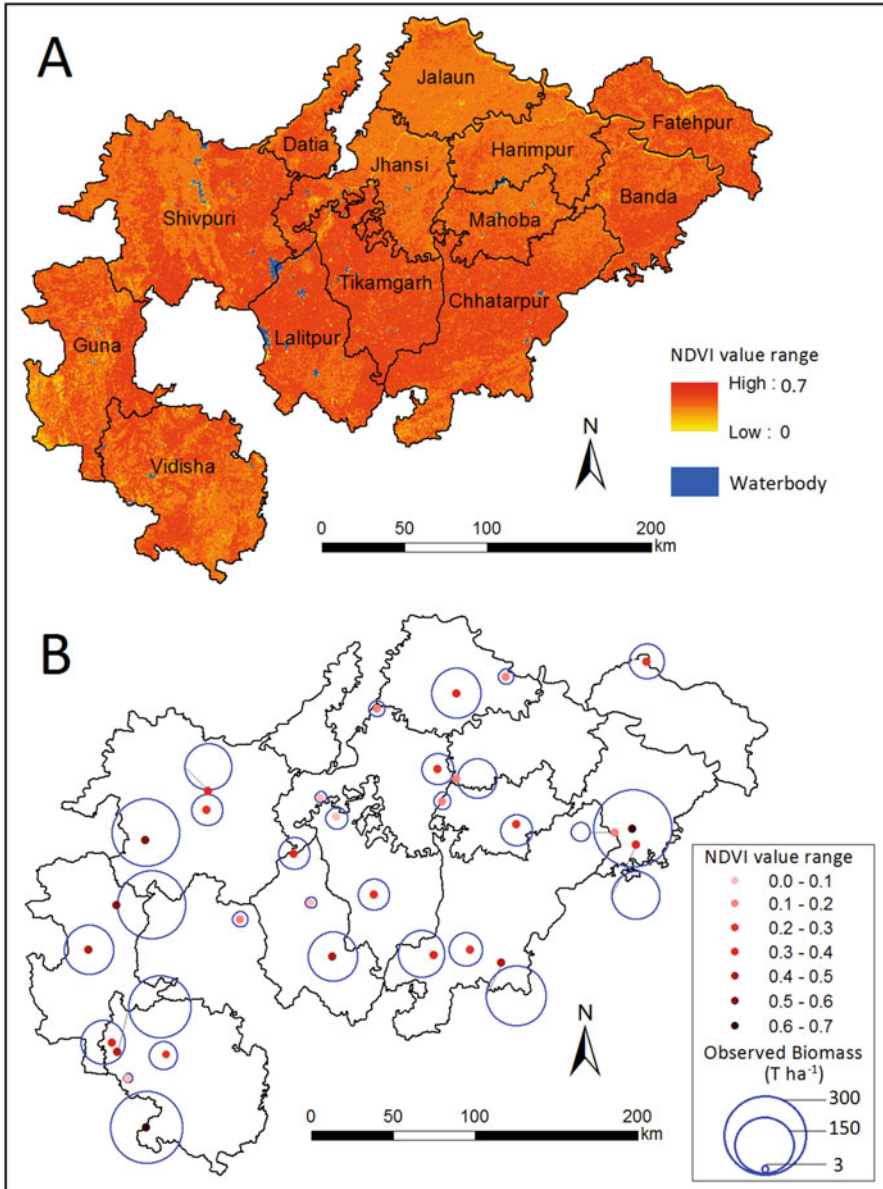 A
Jalaun
Fatehpur
Datia
Jhansi
Harimpur
Banda
Shivpuri
Mahoba
Tikamgarh
Chhatarpur
Guna
Lalitpur
Vidisha
NDVI value range
High : 0.7
Low : 0
Waterbody
N
0 50 100 200
km
B
NDVI value range
0.0 - 0.1
0.1 - 0.2
0.2 - 0.3
0.3 - 0.4
0.4 - 0.5
0.5 - 0.6
0.6 - 0.7
Observed Biomass
(T ha⁻¹)
300
150
3
N
0 50 100 200
km